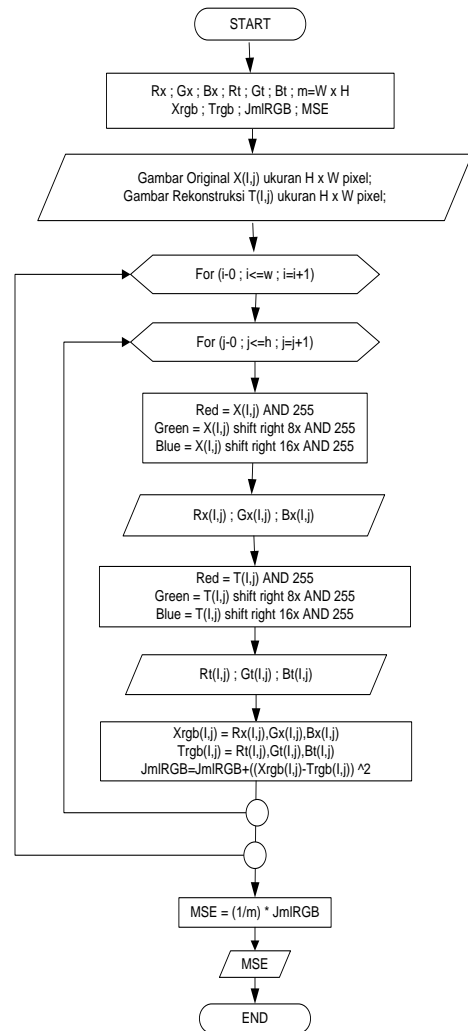 START
Rx ; Gx ; Bx ; Rt ; Gt ; Bt ; m=W x H
Xrgb ; Trgb ; JmlRGB ; MSE
Gambar Original X(I,j) ukuran H x W pixel;
Gambar Rekonstruksi T(I,j) ukuran H x W pixel;
For (i-0 ; i<=w ; i=i+1)
For (j-0 ; j<=h ; j=j+1)
Red = X(I,j) AND 255
Green = X(I,j) shift right 8x AND 255
Blue = X(I,j) shift right 16x AND 255
Rx(I,j) ; Gx(I,j) ; Bx(I,j)
Red = T(I,j) AND 255
Green = T(I,j) shift right 8x AND 255
Blue = T(I,j) shift right 16x AND 255
Rt(I,j) ; Gt(I,j) ; Bt(I,j)
Xrgb(I,j) = Rx(I,j),Gx(I,j),Bx(I,j)
Trgb(I,j) = Rt(I,j),Gt(I,j),Bt(I,j)
JmlRGB=JmlRGB+((Xrgb(I,j)-Trgb(I,j)) ^2
MSE = (1/m) * JmlRGB
MSE
END